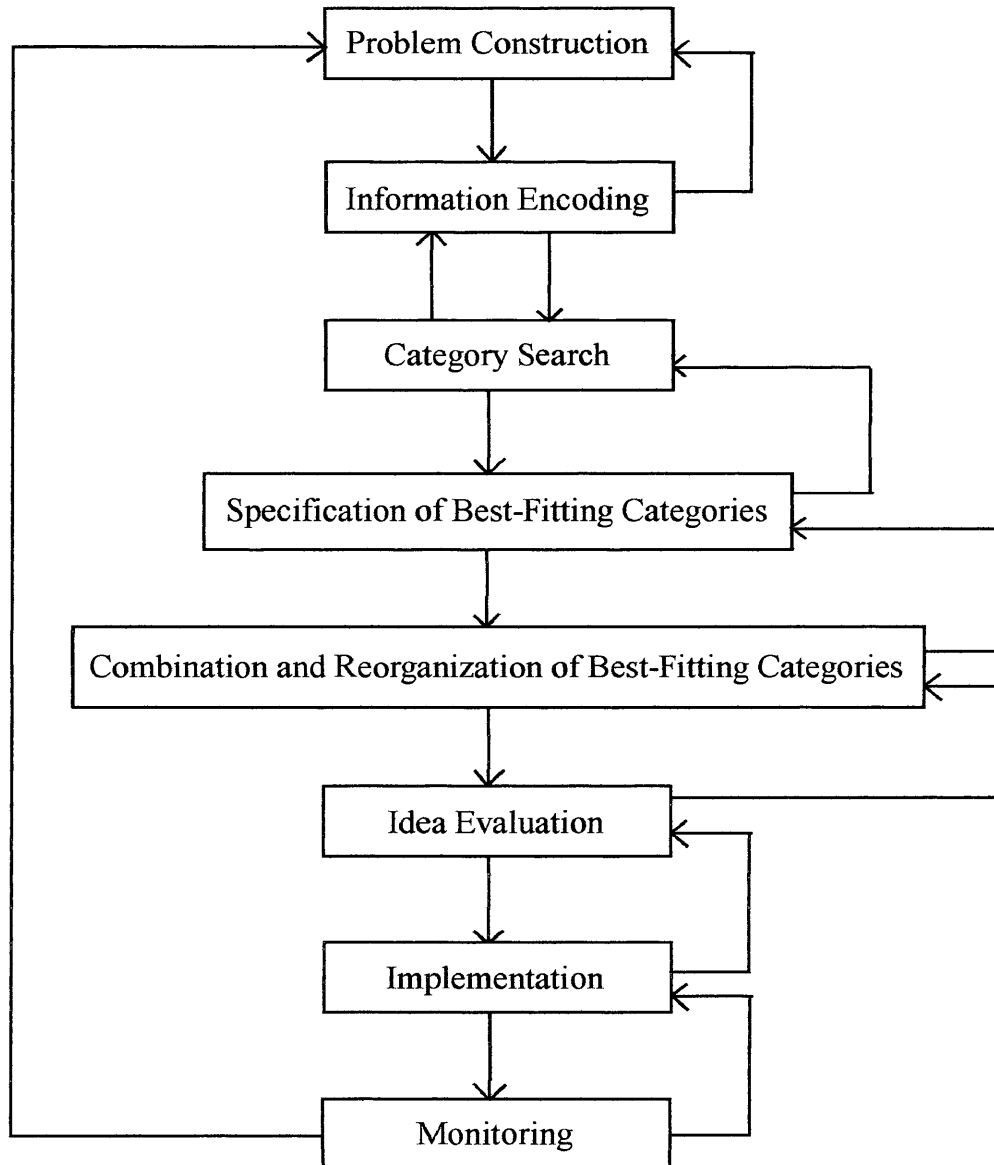 Problem Construction
Information Encoding
Category Search
Specification of Best-Fitting Categories
Combination and Reorganization of Best-Fitting Categories
Idea Evaluation
Implementation
Monitoring